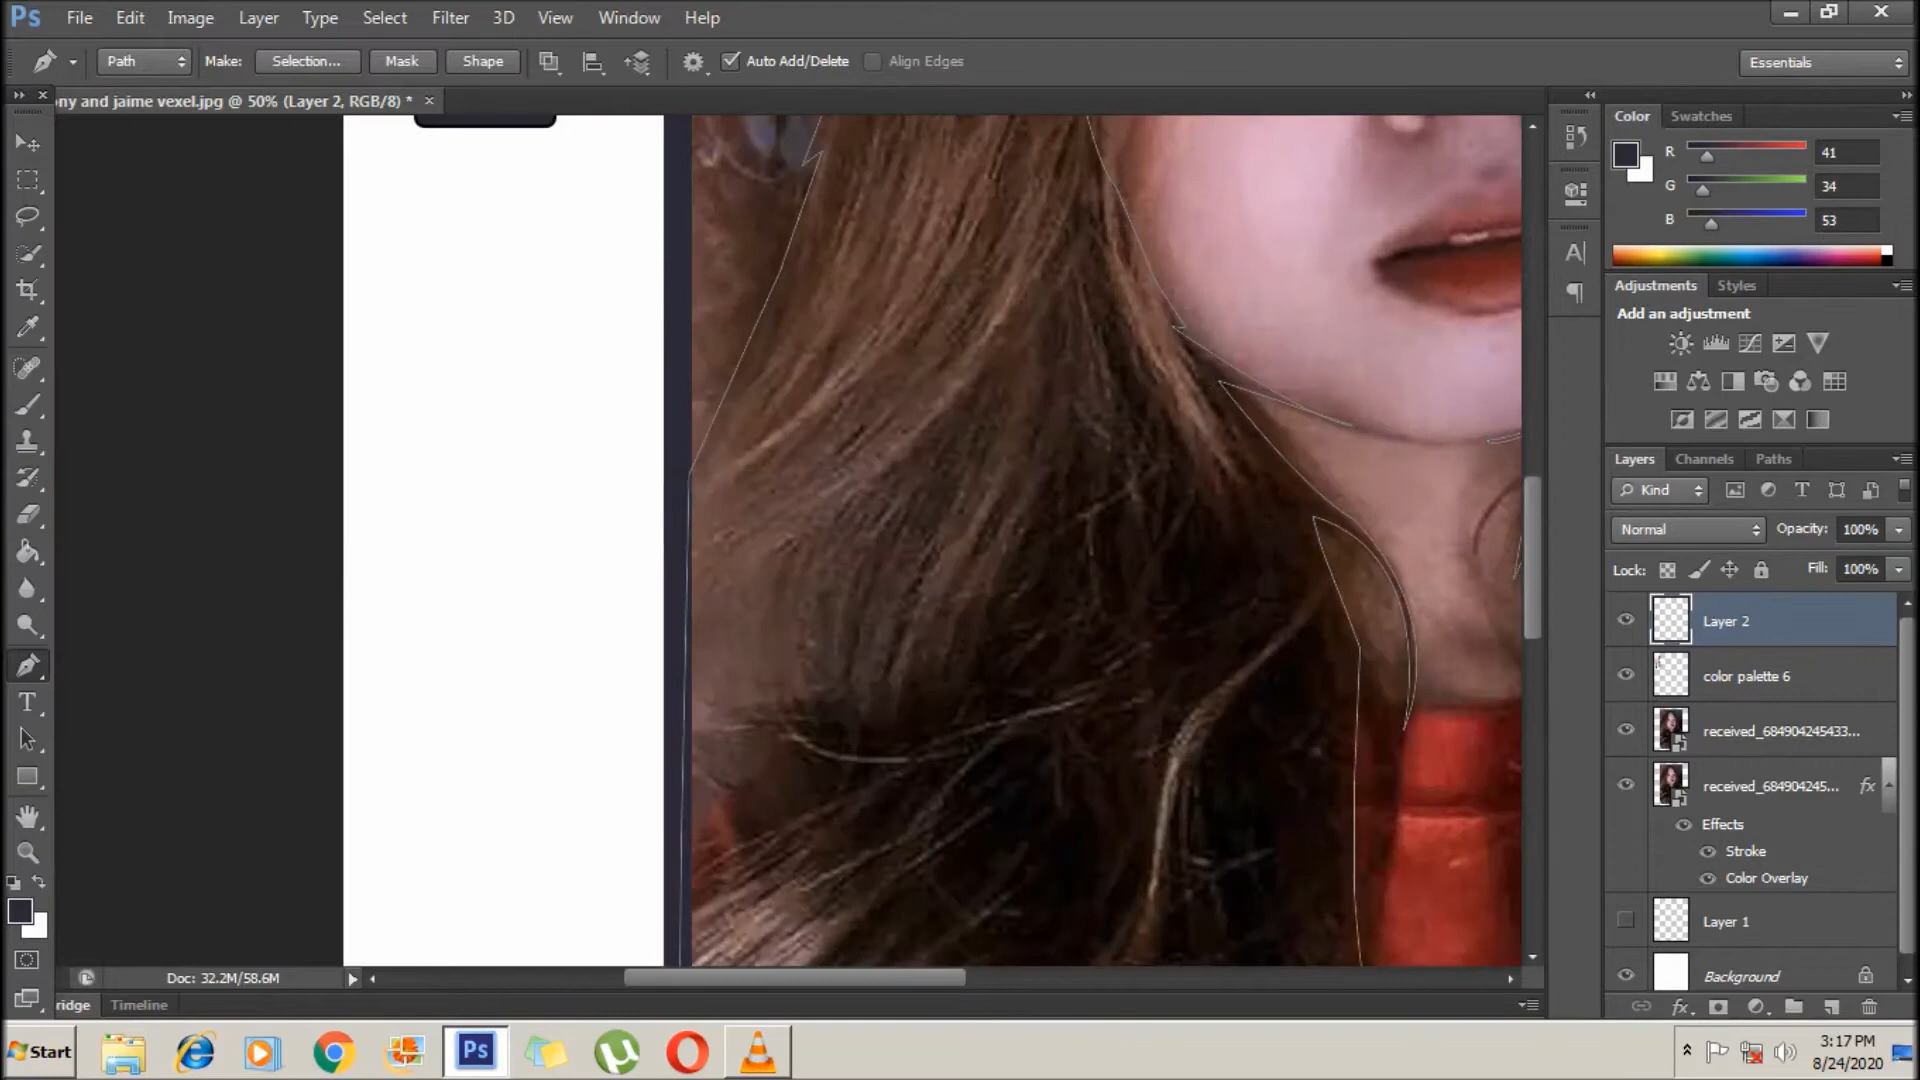 Ps File Edit Image Layer Type Select Filter 3D View Window Help
Path Make: Selection... Mask Shape Auto Add/Delete Align Edges Essentials
ony and jaime vexel.jpg @ 50% (Layer 2, RGB/8) * ×
Color Swatches
R 41
G 34
B 53
Adjustments Styles
Add an adjustment
Layers Channels Paths
Kind
Normal Opacity: 100%
Lock: Fill: 100%
Layer 2
color palette 6
received_684904245433...
received_684904245... fx
Effects
Stroke
Color Overlay
Layer 1
Background
Doc: 32.2M/58.6M
ridge Timeline
Start Ps 3:17 PM
8/24/2020